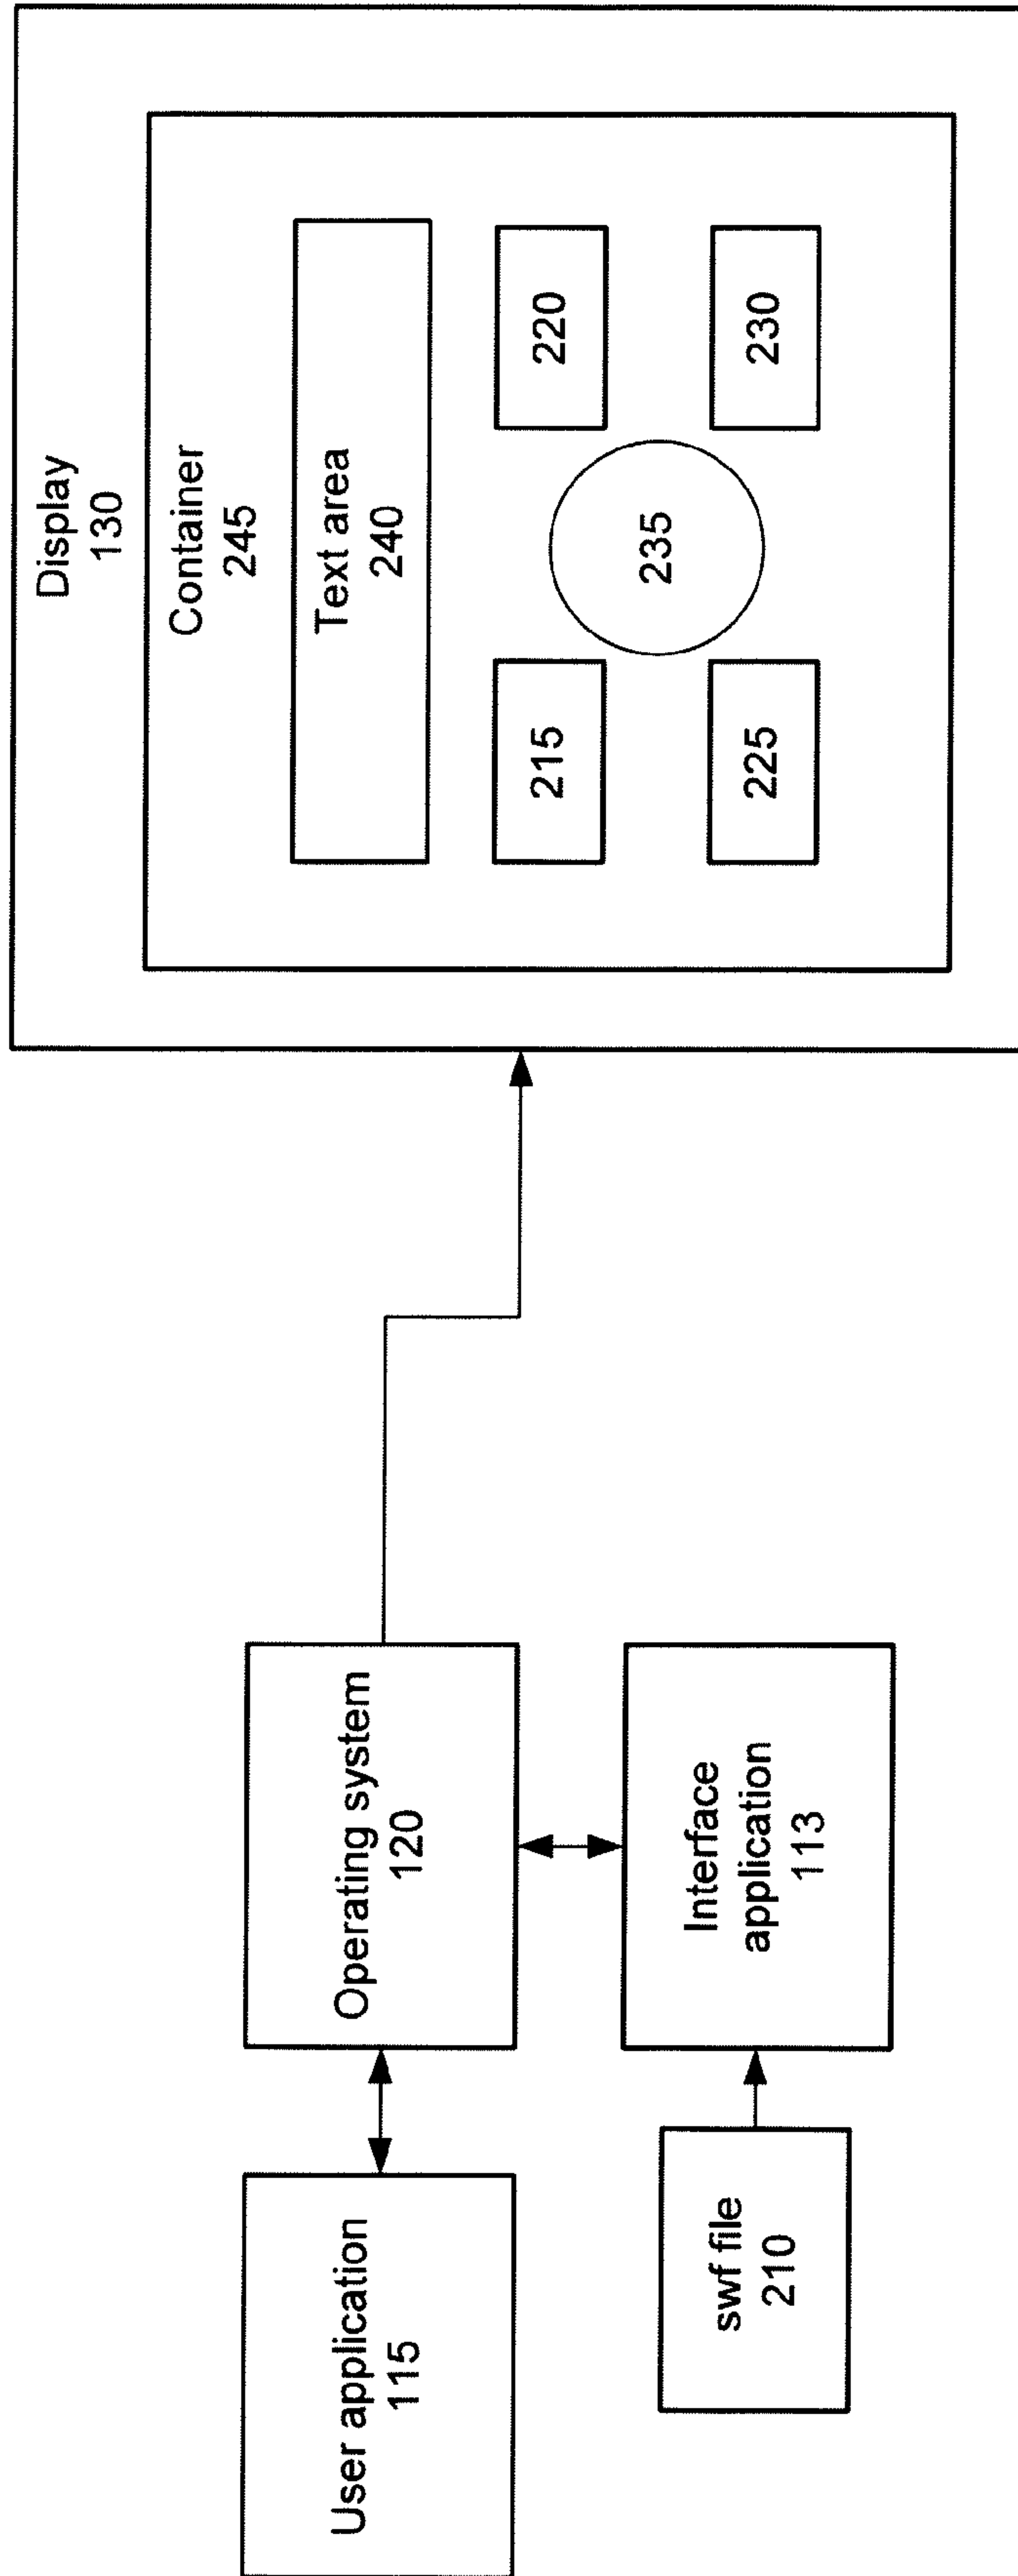 User application
115
Operating system
120
swf file
210
Interface
application
113
Display
130
Container
245
Text area
240
215
220
235
225
230